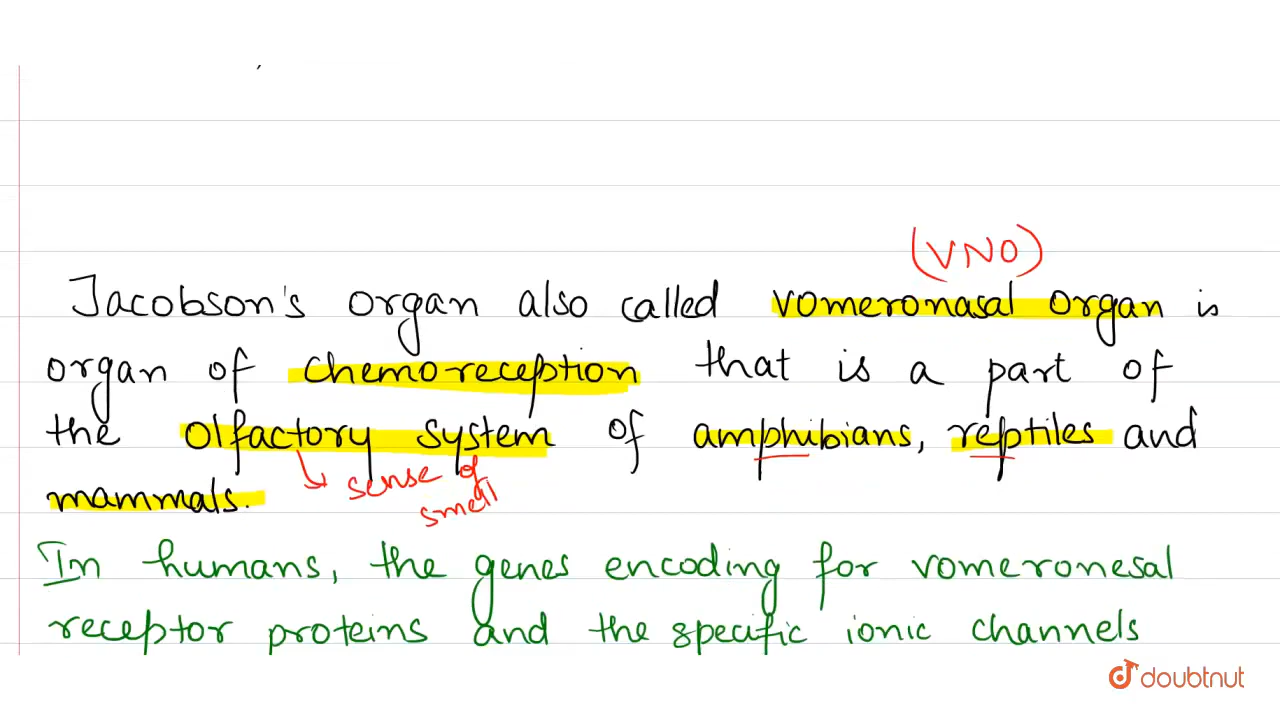 (VNO)
Jacobson's organ also called vomeronasal organ is
organ of chemoreception that is a part of
the olfactory system of amphibians, reptiles and
sense of
mammals.
smell
In humans, the genes encoding for vomeronesal
receptor proteins and the specific ionic channels
doubtnut